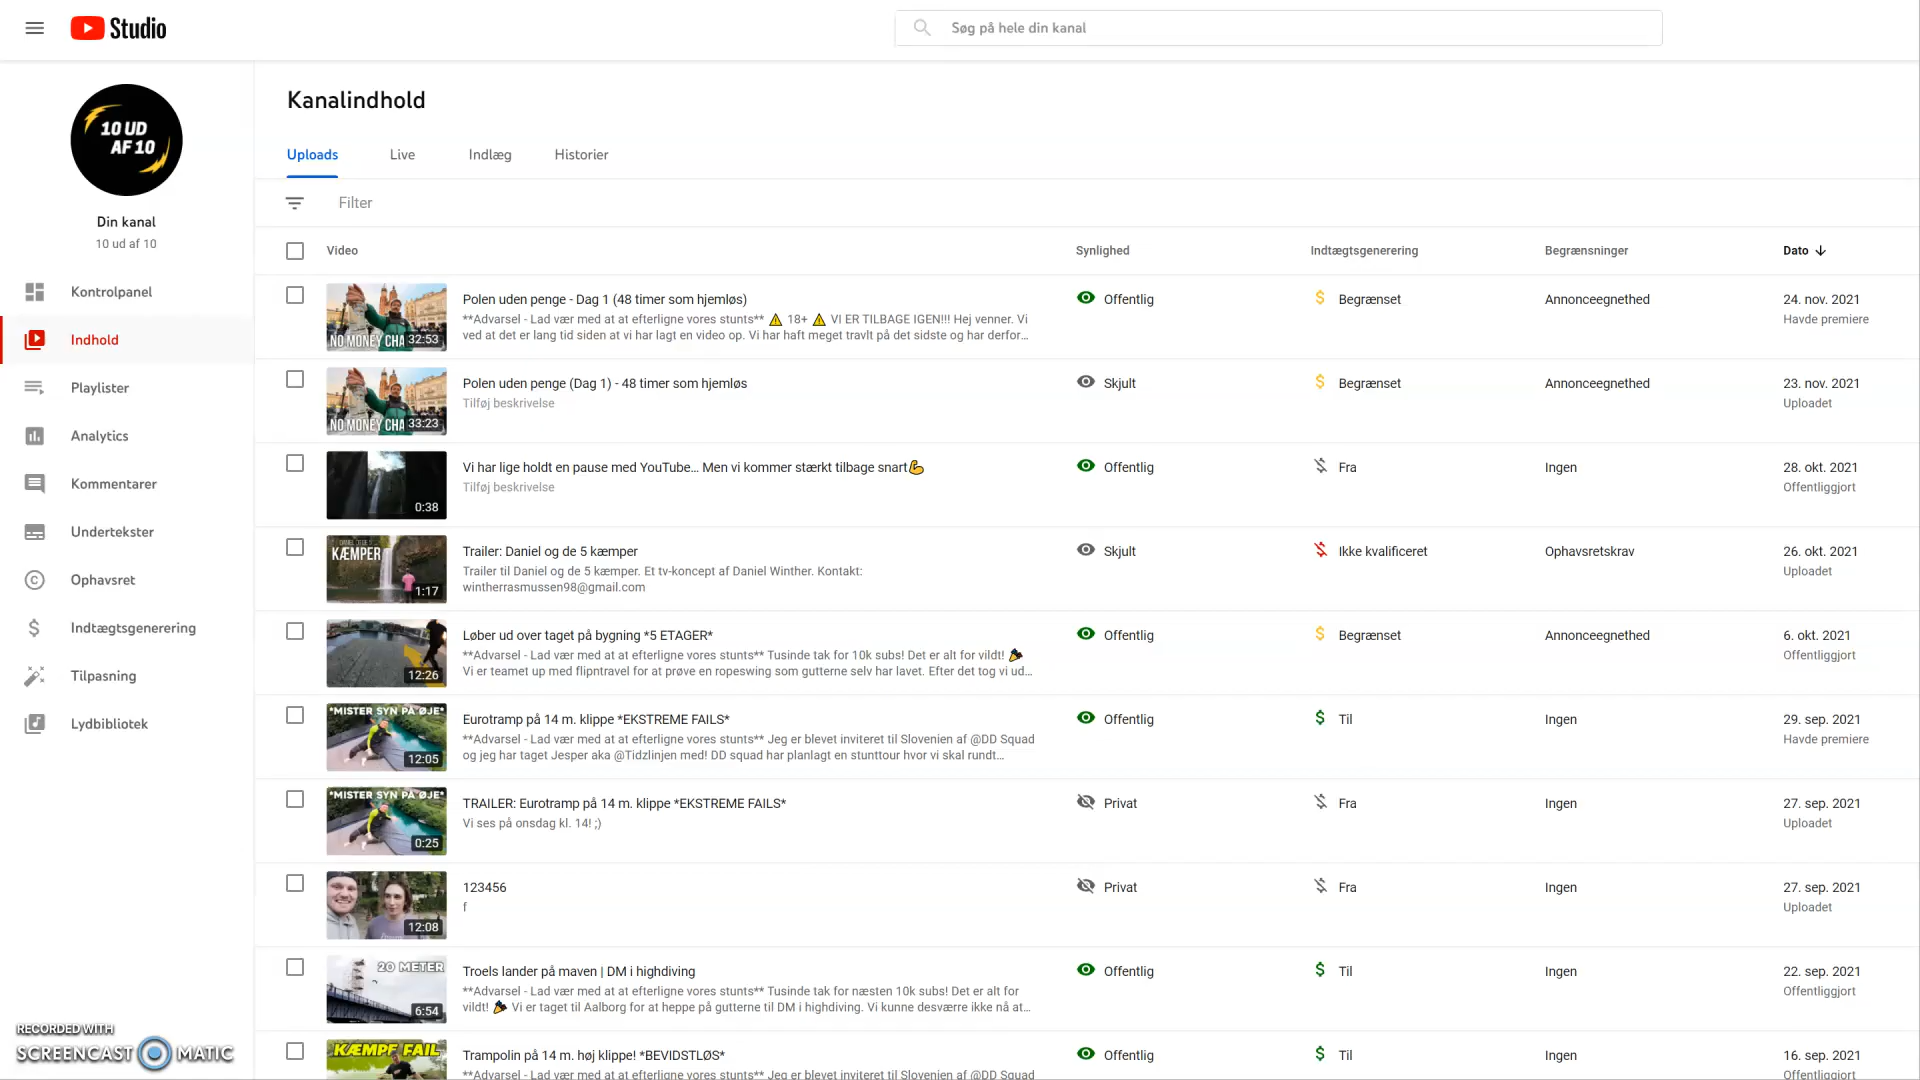 Studio
Søg på hele din kanal
10 UD
AF 10
Din kanal
10 ud af 10
Kontrolpanel
Indhold
Playlister
Analytics
Kommentarer
Undertekster
Ophavsret
Indtægtsgenerering
Tilpasning
Lydbibliotek
Kanalindhold
Uploads Live Indlæg Historier
Filter
Video Synlighed Indtægtsgenerering Begrænsninger Dato
NO MONEY CHA 32:53
Polen uden penge - Dag 1 (48 timer som hjemløs) Offentlig Begrænset Annonceegnethed 24. nov. 2021
**Advarsel - Lad vær med at at efterligne vores stunts** ⚠ 18+ ⚠ VI ER TILBAGE IGEN!!! Hej venner. Vi Havde premiere
ved at det er lang tid siden at vi har lagt en video op. Vi har haft meget travlt på det sidste og har derfor...
NO MONEY CHA 33:23
Polen uden penge (Dag 1) - 48 timer som hjemløs Skjult Begrænset Annonceegnethed 23. nov. 2021
Tilføj beskrivelse Uploadet
0:38
Vi har lige holdt en pause med YouTube... Men vi kommer stærkt tilbage snart💪 Offentlig Fra Ingen 28. okt. 2021
Tilføj beskrivelse Offentliggjort
KÆMPER
1:17
Trailer: Daniel og de 5 kæmper Skjult Ikke kvalificeret Ophavsretskrav 26. okt. 2021
Trailer til Daniel og de 5 kæmper. Et tv-koncept af Daniel Winther. Kontakt: Uploadet
wintherrasmussen98@gmail.com
12:26
Løber ud over taget på bygning *5 ETAGER* Offentlig Begrænset Annonceegnethed 6. okt. 2021
**Advarsel - Lad vær med at at efterligne vores stunts** Tusinde tak for 10k subs! Det er alt for vildt! 🎉 Offentliggjort
Vi er teamet up med flipntravel for at prøve en ropeswing som gutterne selv har lavet. Efter det tog vi ud...
*MISTER SYN PÅ ØJE*
12:05
Eurotramp på 14 m. klippe *EKSTREME FAILS* Offentlig Til Ingen 29. sep. 2021
**Advarsel - Lad vær med at at efterligne vores stunts** Jeg er blevet inviteret til Slovenien af @DD Squad Havde premiere
og jeg har taget Jesper aka @Tidzlinjen med! DD squad har planlagt en stunttour hvor vi skal rundt...
*MISTER SYN PÅ ØJE*
0:25
TRAILER: Eurotramp på 14 m. klippe *EKSTREME FAILS* Privat Fra Ingen 27. sep. 2021
Vi ses på onsdag kl. 14! ;) Uploadet
12:08
123456 Privat Fra Ingen 27. sep. 2021
f Uploadet
20 METER
6:54
Troels lander på maven | DM i highdiving Offentlig Til Ingen 22. sep. 2021
**Advarsel - Lad vær med at at efterligne vores stunts** Tusinde tak for næsten 10k subs! Det er alt for Offentliggjort
vildt! 🎉 Vi er taget til Aalborg for at heppe på gutterne til DM i highdiving. Vi kunne desværre ikke nå at...
KÆMPE FAIL
Trampolin på 14 m. høj klippe! *BEVIDSTLØS* Offentlig Til Ingen 16. sep. 2021
**Advarsel - Lad vær med at at efterligne vores stunts** Jeg er blevet inviteret til Slovenien af @DD Squad Offentliggjort
RECORDED WITH
SCREENCAST MATIC